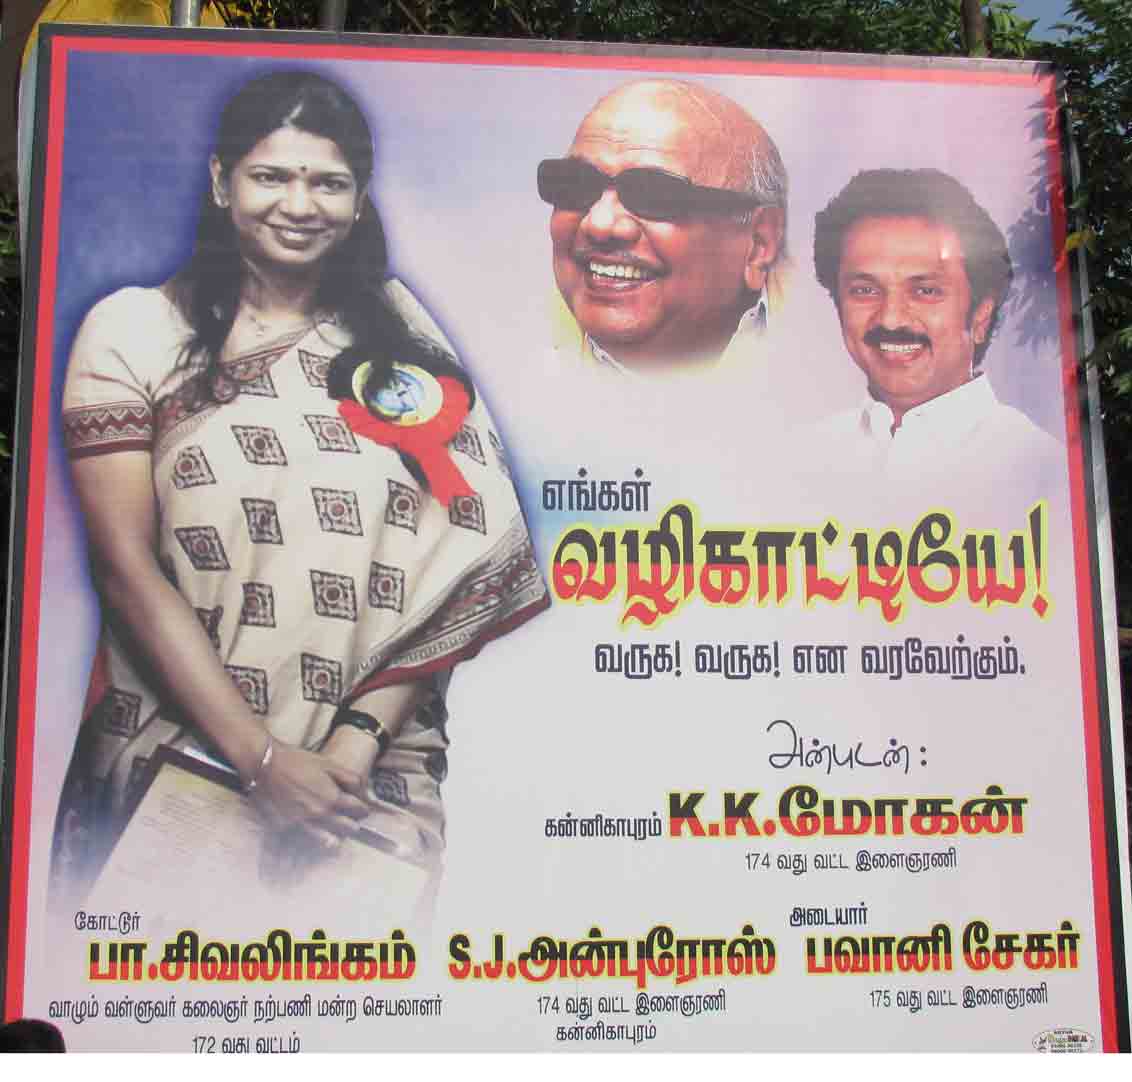 எங்கள்
வழிகாட்டியே!
வருக! வருக! என வரவேற்கும்.
அன்புடன் :
கன்னிகாபுரம் K.K.மோகன்
174 வது வட்ட இளைஞரணி
கோட்டூர்
பா.சிவலிங்கம்
வாழும் வள்ளுவர் கலைஞர் நற்பணி மன்ற செயலாளர்
172 வது வட்டம்
S.J.அன்புரோஸ்
174 வது வட்ட இளைஞரணி
கன்னிகாபுரம்
அடையார்
பவானி சேகர்
175 வது வட்ட இளைஞரணி